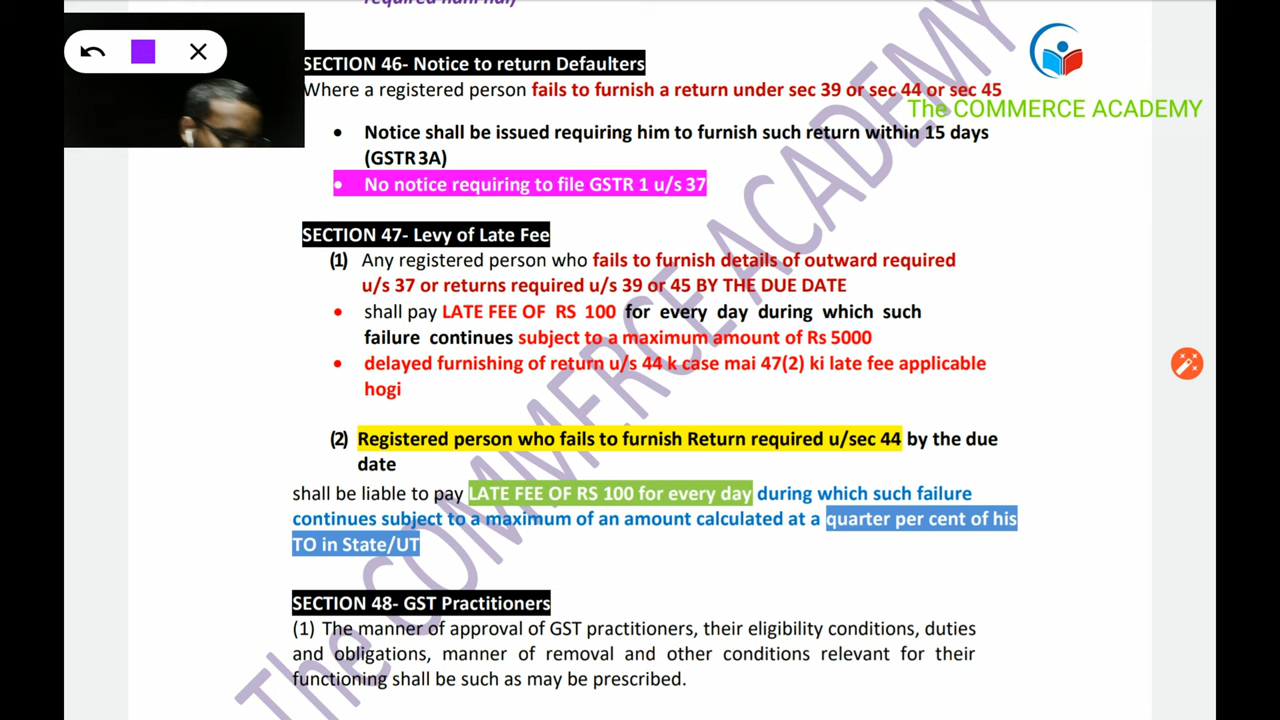 SECTION 46- Notice to return Defaulters
Where a registered person fails to furnish a return under sec 39 or sec 44 or sec 45
The COMMERCE ACADEMY
• Notice shall be issued requiring him to furnish such return within 15 days
(GSTR 3A)
• No notice requiring to file GSTR 1 u/s 37
SECTION 47- Levy of Late Fee
(1) Any registered person who fails to furnish details of outward required
u/s 37 or returns required u/s 39 or 45 BY THE DUE DATE
• shall pay LATE FEE OF RS 100 for every day during which such
failure continues subject to a maximum amount of Rs 5000
• delayed furnishing of return u/s 44 k case mai 47(2) ki late fee applicable
hogi
(2) Registered person who fails to furnish Return required u/sec 44 by the due
date
shall be liable to pay LATE FEE OF RS 100 for every day during which such failure
continues subject to a maximum of an amount calculated at a quarter per cent of his
TO in State/UT
SECTION 48- GST Practitioners
(1) The manner of approval of GST practitioners, their eligibility conditions, duties
and obligations, manner of removal and other conditions relevant for their
functioning shall be such as may be prescribed.
The COMMERCE ACADEMY